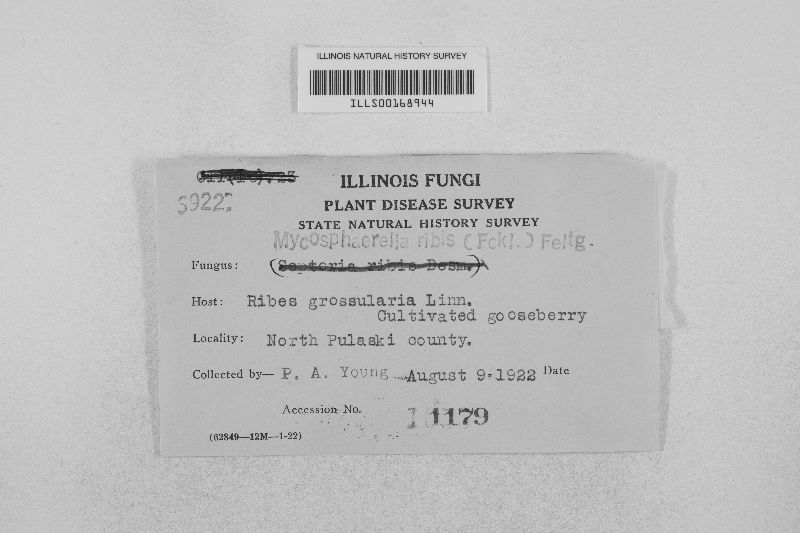 ILLINOIS NATURAL HISTORY SURVEY
ILLS00168944
ILLINOIS FUNGI
3922
PLANT DISEASE SURVEY
STATE NATURAL HISTORY SURVEY
Mycosphaerella ribis (Fckl.) Feltg.
Fungus: (Septoria ribis Desm.)
Host: Ribes grossularia Linn.
Cultivated gooseberry
Locality: North Pulaski county.
Collected by— P. A. Young August 9-1922 Date
Accession No. 11179
(62849—12M—1-22)